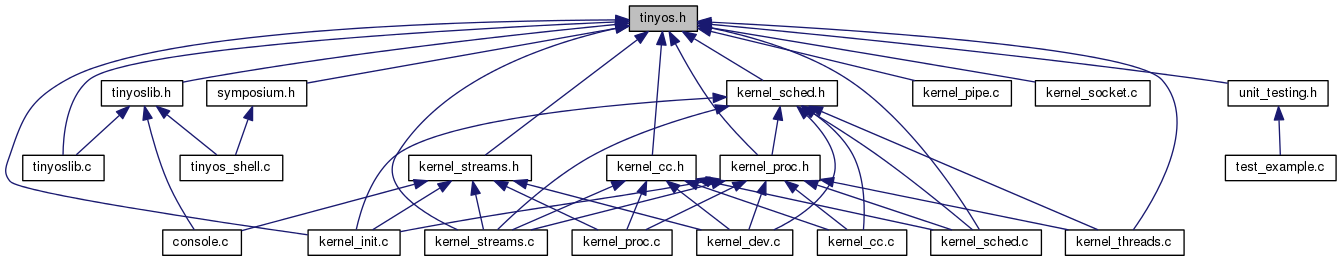 tinyos.h
tinyoslib.h
symposium.h
kernel_sched.h
kernel_pipe.c
kernel_socket.c
unit_testing.h
tinyoslib.c
tinyos_shell.c
kernel_streams.h
kernel_cc.h
kernel_proc.h
test_example.c
console.c
kernel_init.c
kernel_streams.c
kernel_proc.c
kernel_dev.c
kernel_cc.c
kernel_sched.c
kernel_threads.c